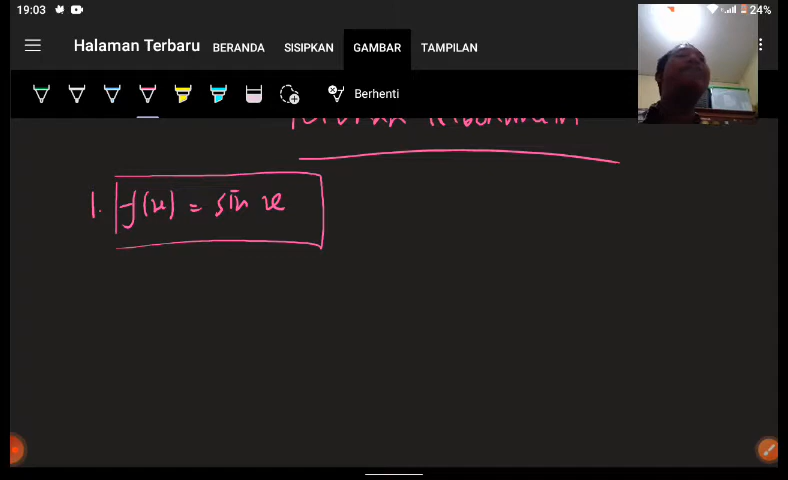 19:03 24%
Halaman Terbaru BERANDA SISIPKAN GAMBAR TAMPILAN
Berhenti
1. f(x) = sin x